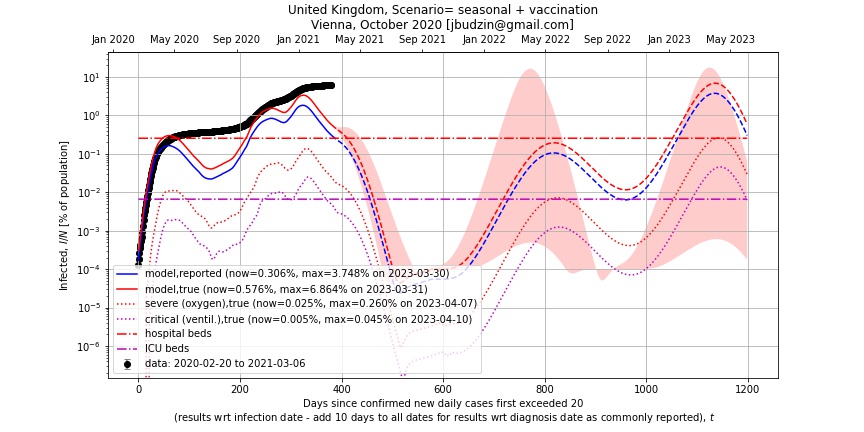 United Kingdom, Scenario= seasonal + vaccination
Vienna, October 2020 [jbudzin@gmail.com]
Jan 2020 May 2020 Sep 2020 Jan 2021 May 2021 Sep 2021 Jan 2022 May 2022 Sep 2022 Jan 2023 May 2023
Infected, I/N [% of population]
10¹
10⁰
10⁻¹
10⁻²
10⁻³
10⁻⁴
10⁻⁵
10⁻⁶
model,reported (now=0.306%, max=3.748% on 2023-03-30)
model,true (now=0.576%, max=6.864% on 2023-03-31)
severe (oxygen),true (now=0.025%, max=0.260% on 2023-04-07)
critical (ventil.),true (now=0.005%, max=0.045% on 2023-04-10)
hospital beds
ICU beds
data: 2020-02-20 to 2021-03-06
0 200 400 600 800 1000 1200
Days since confirmed new daily cases first exceeded 20
(results wrt infection date - add 10 days to all dates for results wrt diagnosis date as commonly reported), t